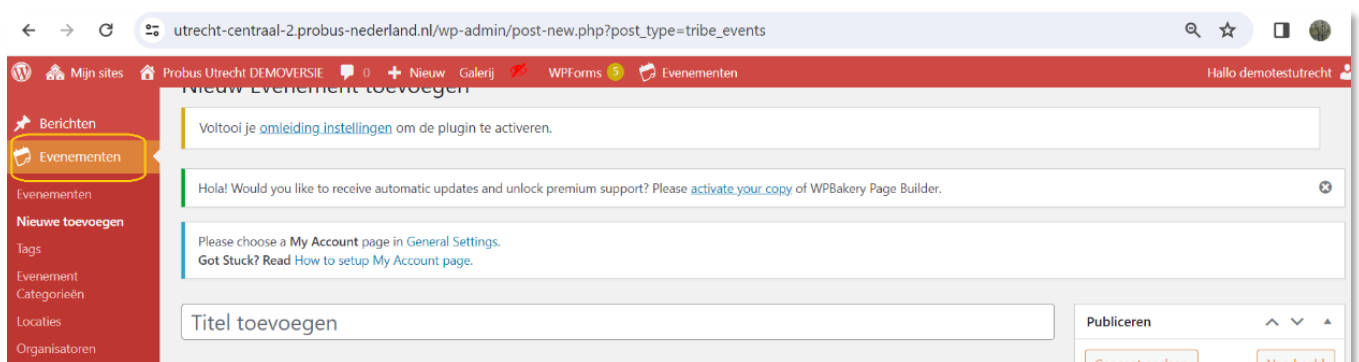 utrecht-centraal-2.probus-nederland.nl/wp-admin/post-new.php?post_type=tribe_events
Mijn sites Probus Utrecht DEMOVERSIE 0 Nieuw Galerij WPForms 5 Evenementen Hallo demotestutrecht
Nieuw Evenement toevoegen
Berichten
Voltooi je omleiding instellingen om de plugin te activeren.
Evenementen
Evenementen
Hola! Would you like to receive automatic updates and unlock premium support? Please activate your copy of WPBakery Page Builder.
Nieuwe toevoegen
Tags
Please choose a My Account page in General Settings.
Got Stuck? Read How to setup My Account page.
Evenement
Categorieën
Locaties
Titel toevoegen
Publiceren
Organisatoren